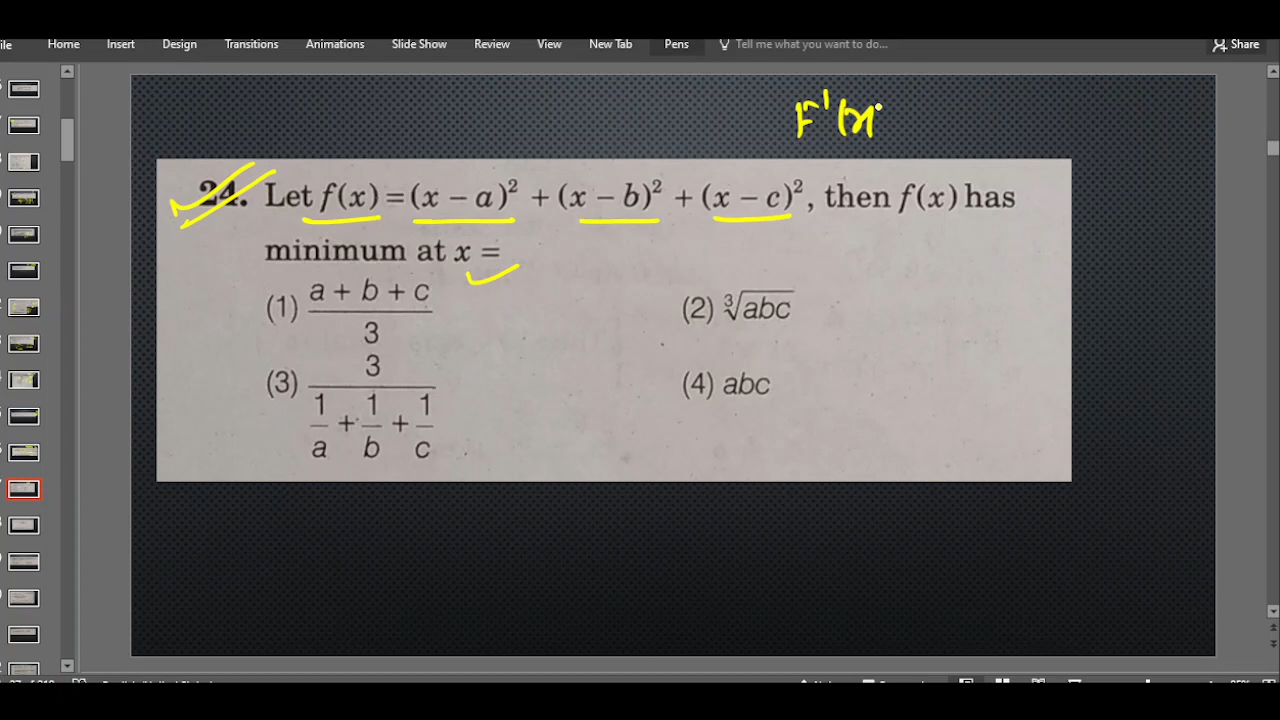 File Home Insert Design Transitions Animations Slide Show Review View New Tab Pens Tell me what you want to do... Share
F'(x)
24. Let f(x) = (x − a)² + (x − b)² + (x − c)², then f(x) has
minimum at x =
(1) a + b + c / 3
(2) ∛abc
(3) 3 / 1/a + 1/b + 1/c
(4) abc